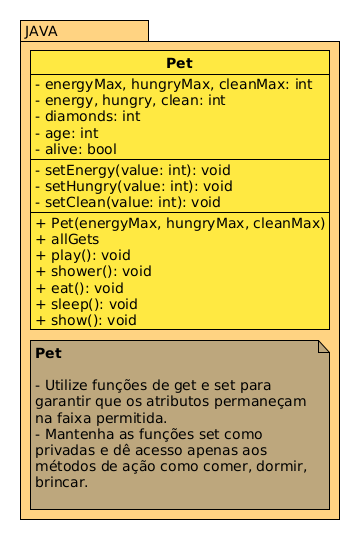 JAVA
Pet
- energyMax, hungryMax, cleanMax: int
- energy, hungry, clean: int
- diamonds: int
- age: int
- alive: bool
- setEnergy(value: int): void
- setHungry(value: int): void
- setClean(value: int): void
+ Pet(energyMax, hungryMax, cleanMax)
+ allGets
+ play(): void
+ shower(): void
+ eat(): void
+ sleep(): void
+ show(): void
Pet
- Utilize funções de get e set para
garantir que os atributos permaneçam
na faixa permitida.
- Mantenha as funções set como
privadas e dê acesso apenas aos
métodos de ação como comer, dormir,
brincar.